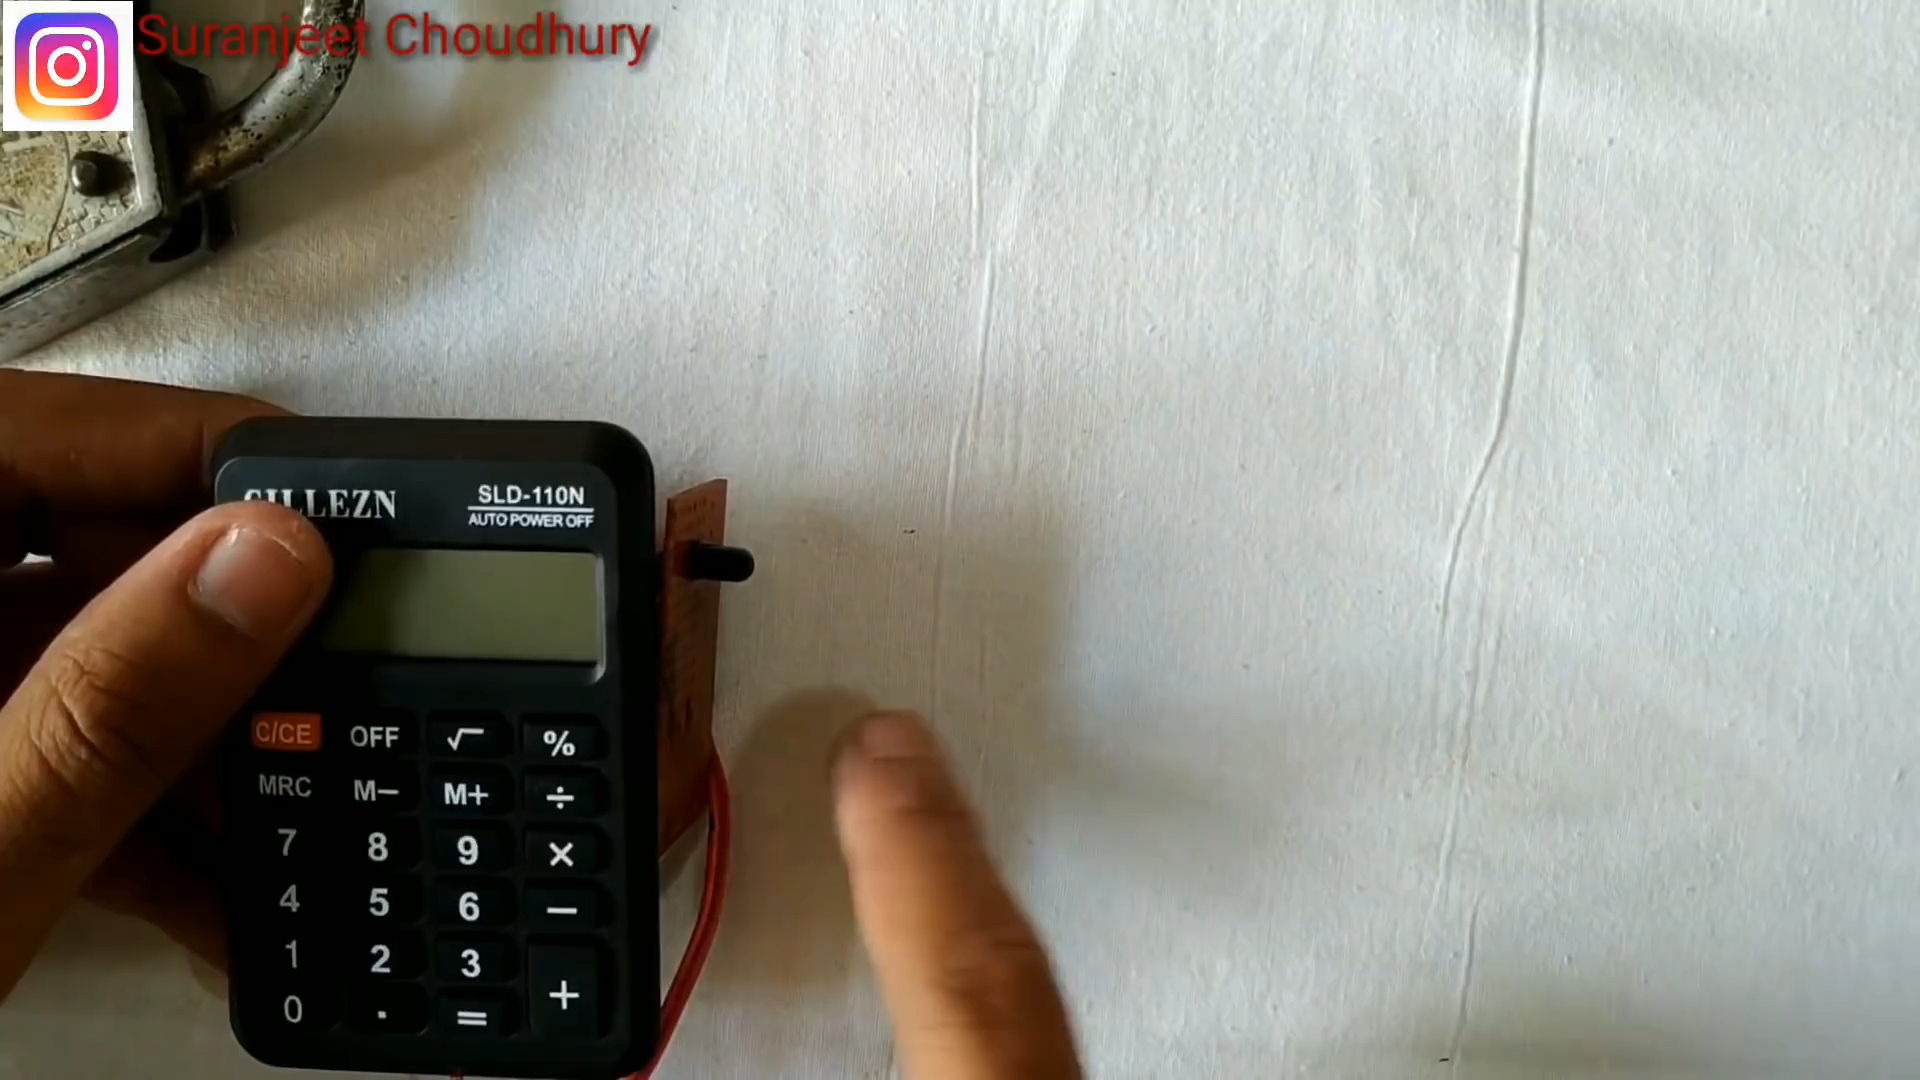 Suranjeet Choudhury
CILLEZN
SLD-110N
AUTO POWER OFF
C/CE OFF √ %
MRC M− M+ ÷
7 8 9 ×
4 5 6 −
1 2 3
0 . = +